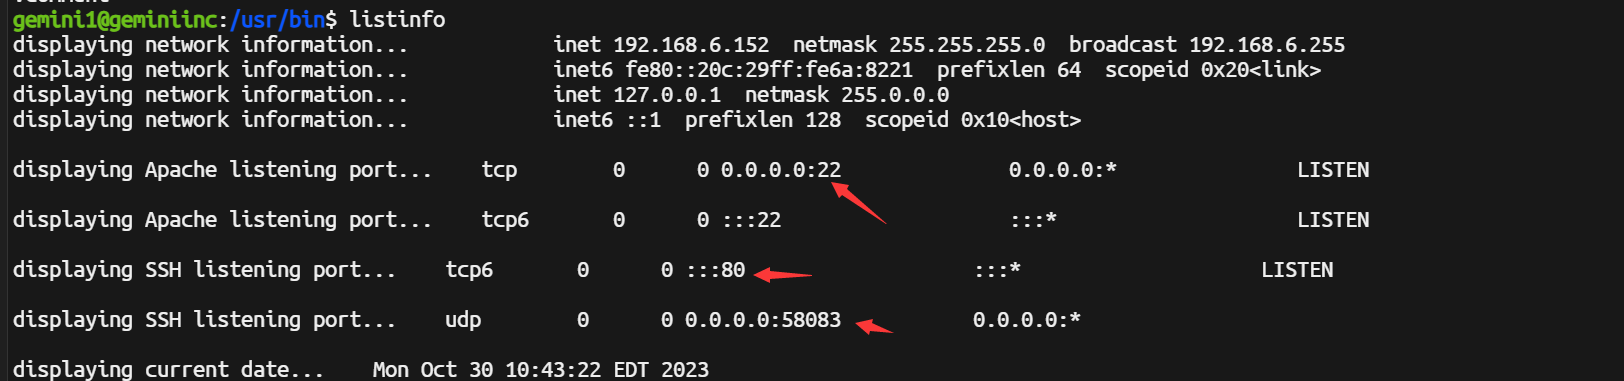 gemini1@geminiinc:/usr/bin$ listinfo
displaying network information...            inet 192.168.6.152  netmask 255.255.255.0  broadcast 192.168.6.255
displaying network information...            inet6 fe80::20c:29ff:fe6a:8221  prefixlen 64  scopeid 0x20<link>
displaying network information...            inet 127.0.0.1  netmask 255.0.0.0
displaying network information...            inet6 ::1  prefixlen 128  scopeid 0x10<host>
displaying Apache listening port...    tcp        0      0 0.0.0.0:22              0.0.0.0:*               LISTEN
displaying Apache listening port...    tcp6       0      0 :::22                   :::*                    LISTEN
displaying SSH listening port...    tcp6       0      0 :::80                   :::*                    LISTEN
displaying SSH listening port...    udp        0      0 0.0.0.0:58083           0.0.0.0:*
displaying current date...    Mon Oct 30 10:43:22 EDT 2023